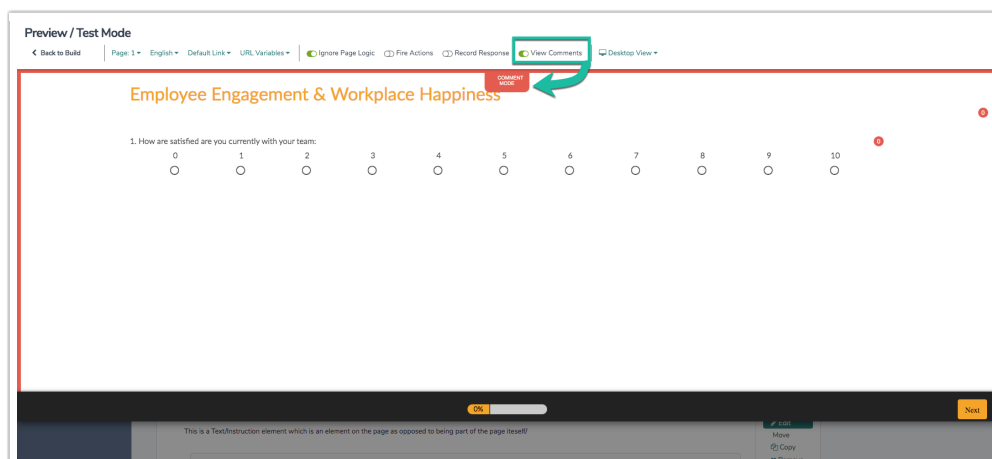 Preview / Test Mode
Back to Build Page: 1 English Default Link URL Variables Ignore Page Logic Fire Actions Record Response View Comments Desktop View
COMMENT
MODE
Employee Engagement & Workplace Happiness
0
1. How are satisfied are you currently with your team:
0
0 1 2 3 4 5 6 7 8 9 10
0%
Next
Edit
This is a Text/Instruction element which is an element on the page as opposed to being part of the page iteself/
Move
Copy